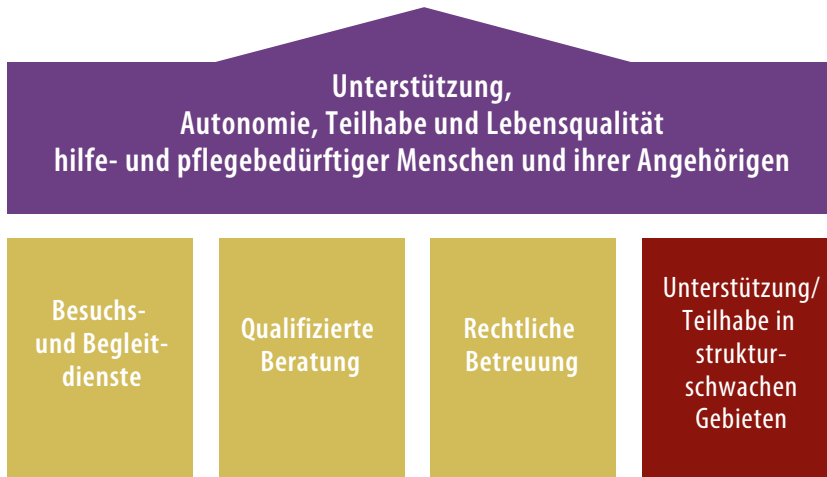 Unterstützung,
Autonomie, Teilhabe und Lebensqualität
hilfe- und pflegebedürftiger Menschen und ihrer Angehörigen
Besuchs-
und Begleit-
dienste
Qualifizierte
Beratung
Rechtliche
Betreuung
Unterstützung/
Teilhabe in
struktur-
schwachen
Gebieten